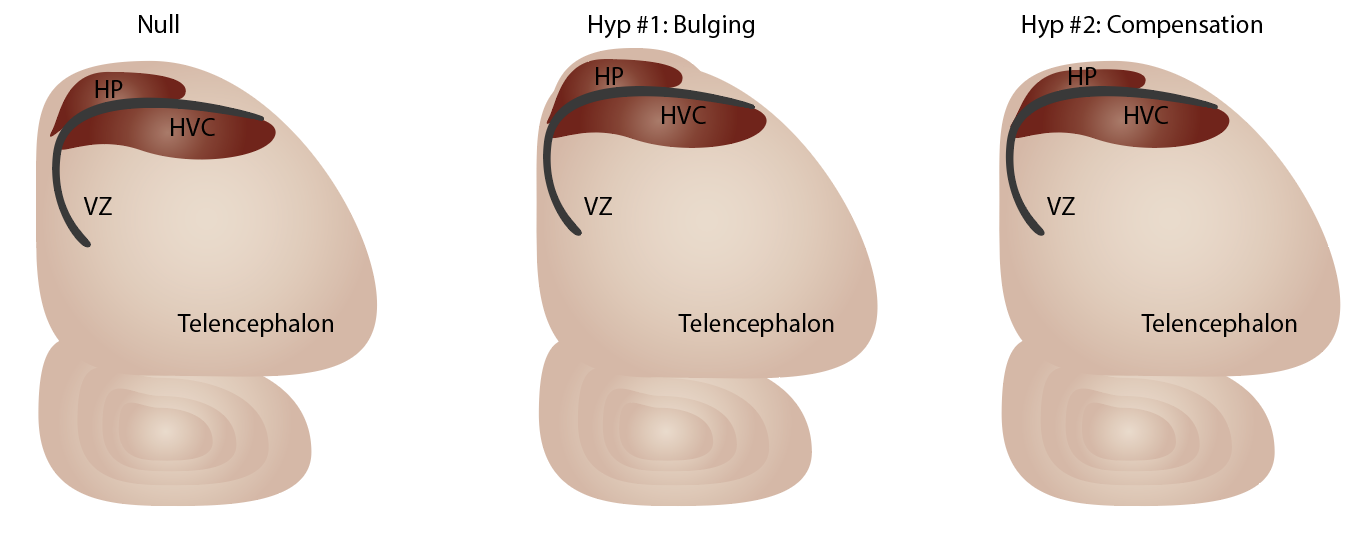 Null
Hyp #1: Bulging
Hyp #2: Compensation
HP
HVC
VZ
Telencephalon
HP
HVC
VZ
Telencephalon
HP
HVC
VZ
Telencephalon